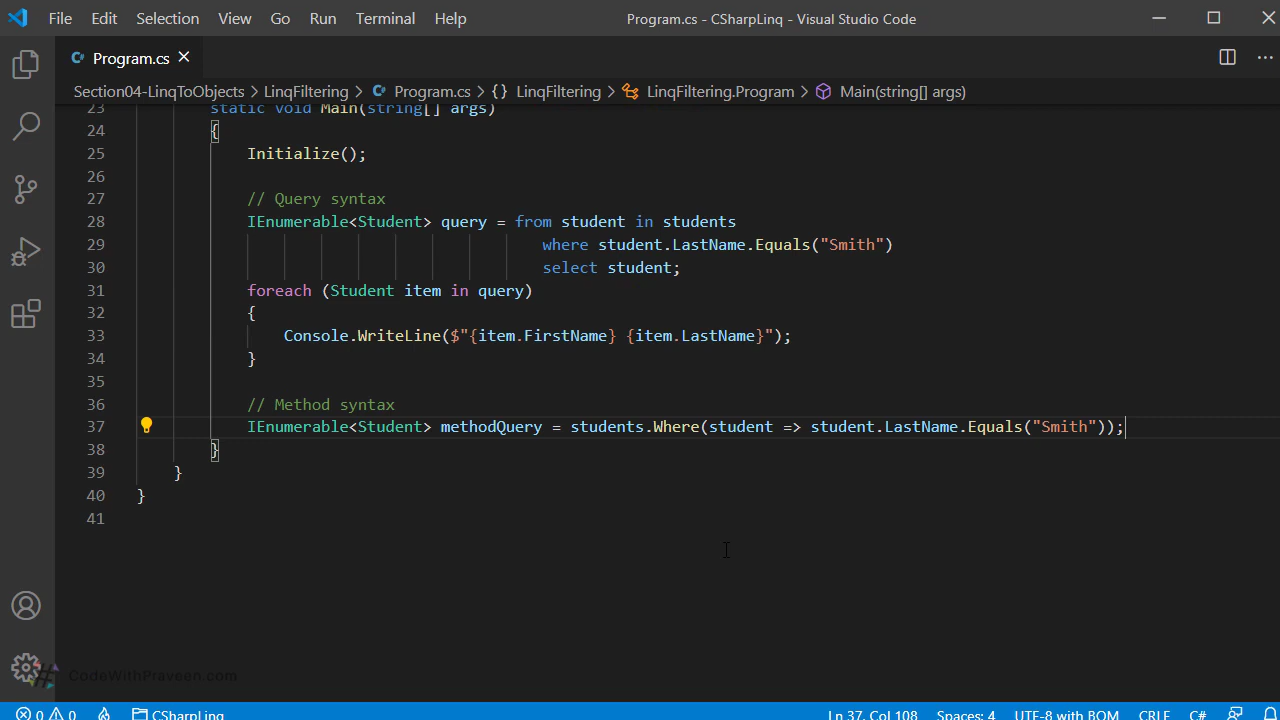 File Edit Selection View Go Run Terminal Help Program.cs - CSharpLinq - Visual Studio Code
Program.cs
Section04-LinqToObjects > LinqFiltering > Program.cs > {} LinqFiltering > LinqFiltering.Program > Main(string[] args)
23 static void Main(string[] args)
24 {
25 Initialize();
26
27 // Query syntax
28 IEnumerable<Student> query = from student in students
29 where student.LastName.Equals("Smith")
30 select student;
31 foreach (Student item in query)
32 {
33 Console.WriteLine($"{item.FirstName} {item.LastName}");
34 }
35
36 // Method syntax
37 IEnumerable<Student> methodQuery = students.Where(student => student.LastName.Equals("Smith"));
38 }
39 }
40 }
41
CodeWithPraveen.com
0 0 CSharpLinq Ln 37, Col 108 Spaces: 4 UTF-8 with BOM CRLF C#